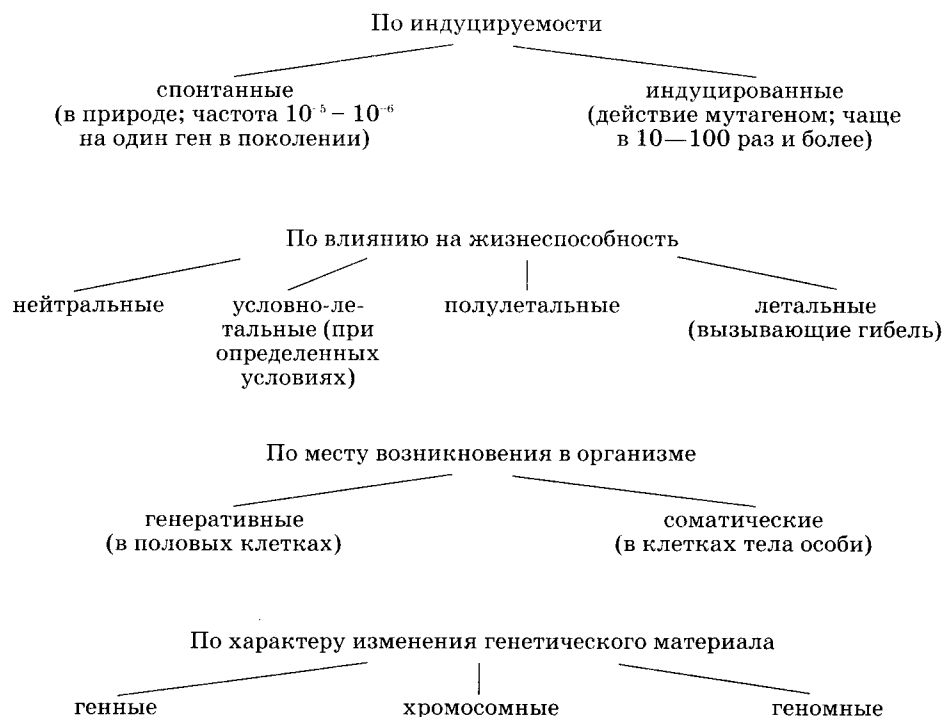 По индуцируемости
спонтанные
(в природе; частота 10⁻⁵ – 10⁻⁶
на один ген в поколении)
индуцированные
(действие мутагеном; чаще
в 10—100 раз и более)
По влиянию на жизнеспособность
нейтральные
условно-ле-
тальные (при
определенных
условиях)
полулетальные
летальные
(вызывающие гибель)
По месту возникновения в организме
генеративные
(в половых клетках)
соматические
(в клетках тела особи)
По характеру изменения генетического материала
генные
хромосомные
геномные